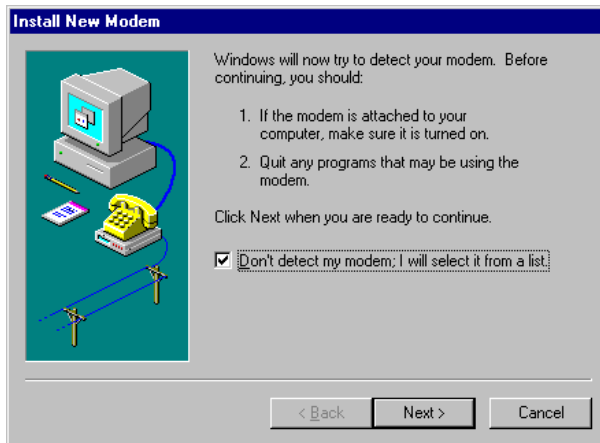 Install New Modem
Windows will now try to detect your modem. Before
continuing, you should:
1. If the modem is attached to your
computer, make sure it is turned on.
2. Quit any programs that may be using the
modem.
Click Next when you are ready to continue.
Don't detect my modem; I will select it from a list.
< Back
Next >
Cancel